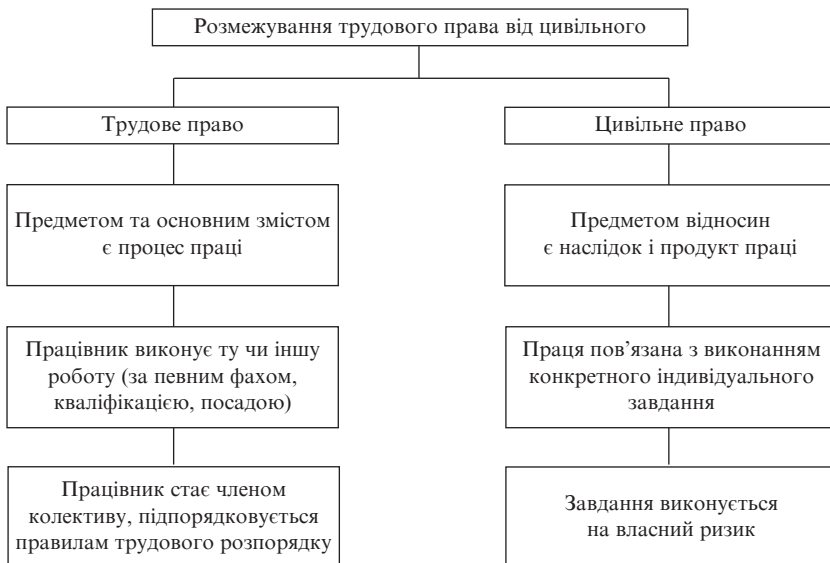 Розмежування трудового права від цивільного
Трудове право
Цивільне право
Предметом та основним змістом
є процес праці
Предметом відносин
є наслідок і продукт праці
Працівник виконує ту чи іншу
роботу (за певним фахом,
кваліфікацією, посадою)
Праця пов’язана з виконанням
конкретного індивідуального
завдання
Працівник стає членом
колективу, підпорядковується
правилам трудового розпорядку
Завдання виконується
на власний ризик